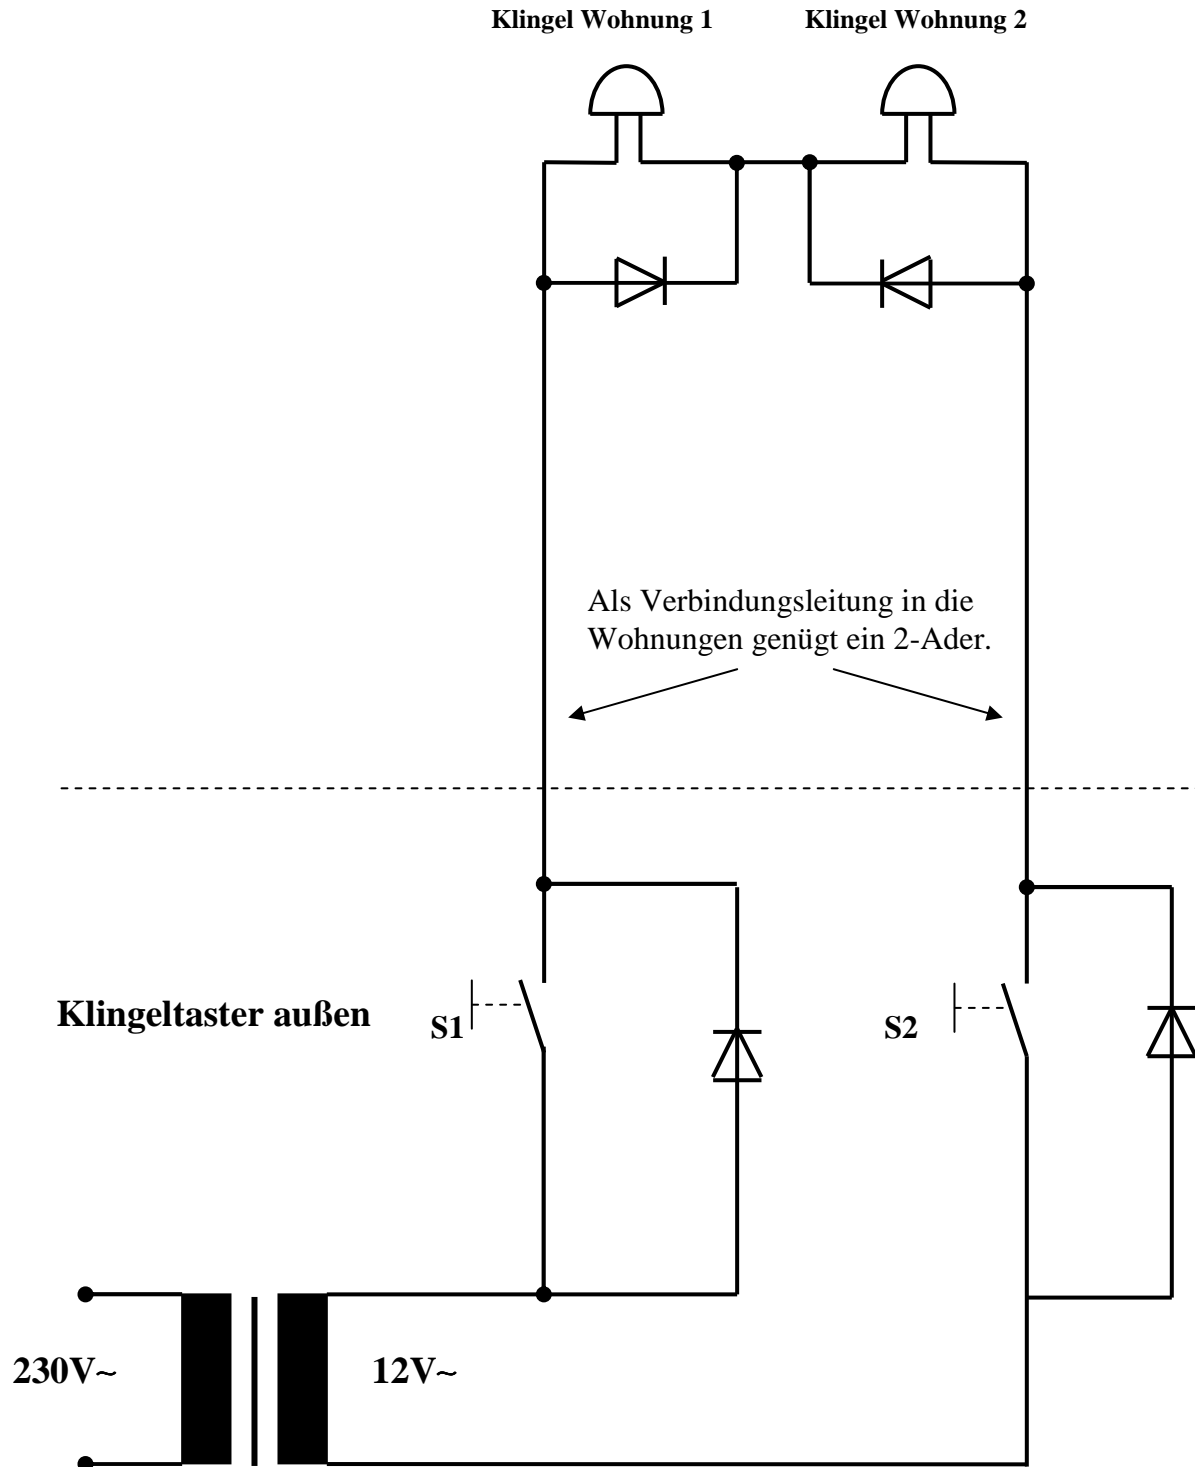 Klingel Wohnung 1
Klingel Wohnung 2
Als Verbindungsleitung in die
Wohnungen genügt ein 2-Ader.
Klingeltaster außen
S1
S2
230V~
12V~